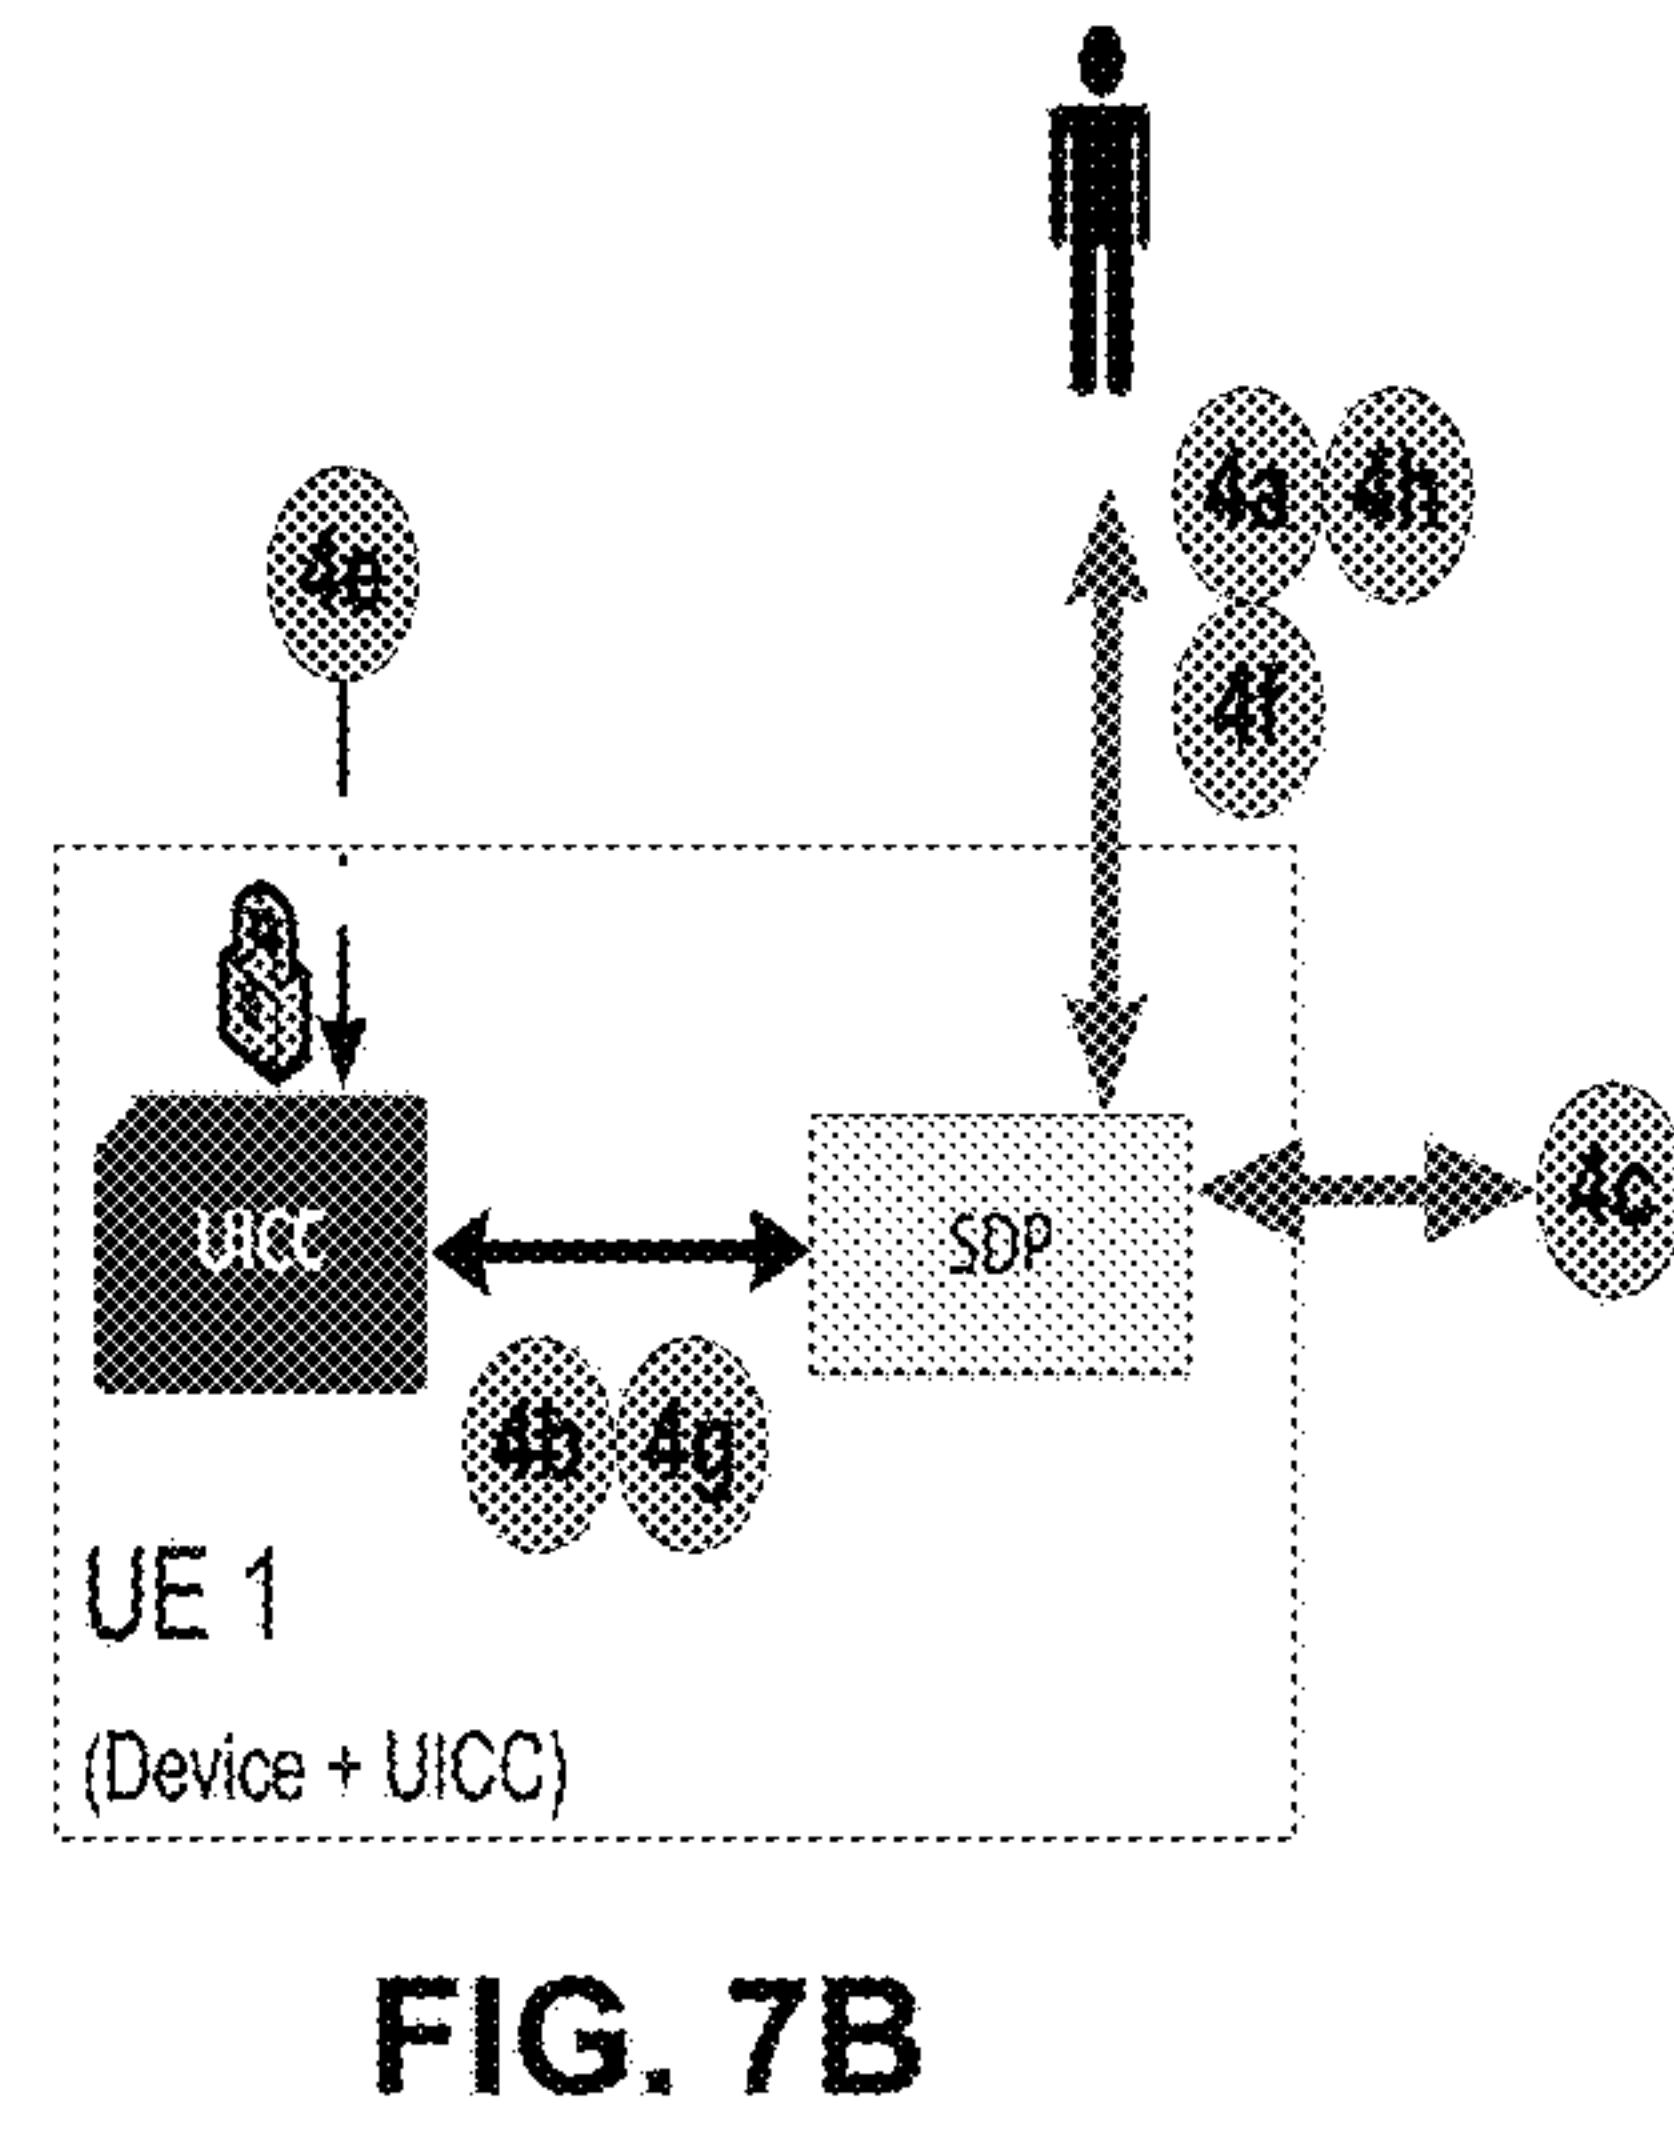 4a 4h
4e
4f
UICC
SDP
4c
4b 4g
UE 1
(Device + UICC)
FIG. 7B